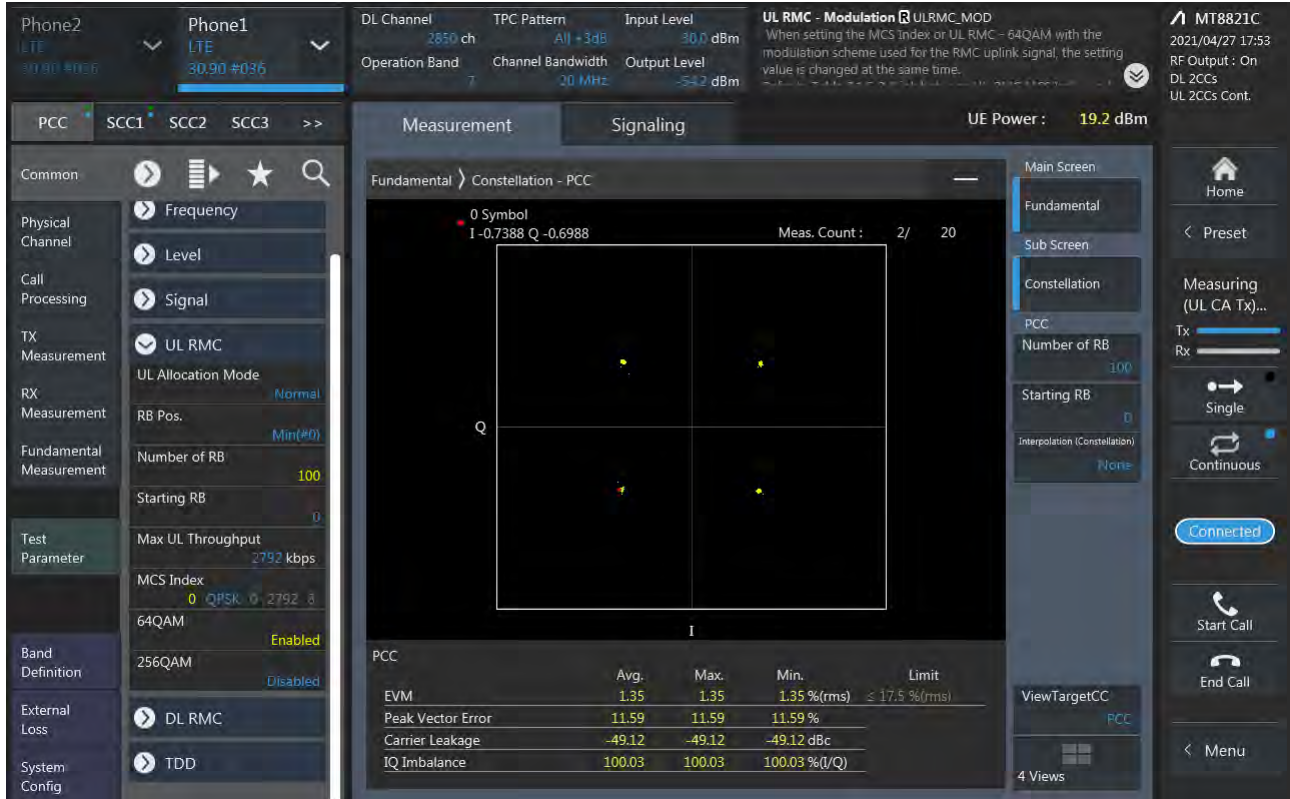 Phone2
LTE
Phone1
LTE
30.90 #036
DL Channel
2850 ch
TPC Pattern
All +3dB
Input Level
30.0 dBm
Operation Band
7
Channel Bandwidth
20 MHz
Output Level
-54.2 dBm
UL RMC - Modulation R ULRMC_MOD
When setting the MCS Index or UL RMC - 64QAM with the
modulation scheme used for the RMC uplink signal, the setting
value is changed at the same time.
MT8821C
2021/04/27 17:53
RF Output : On
DL 2CCs
UL 2CCs Cont.
PCC SCC1 SCC2 SCC3 >>
Measurement Signaling
UE Power : 19.2 dBm
Common
Physical
Channel
Call
Processing
TX
Measurement
RX
Measurement
Fundamental
Measurement
Test
Parameter
Band
Definition
External
Loss
System
Config
Frequency
Level
Signal
UL RMC
UL Allocation Mode
Normal
RB Pos.
Min(#0)
Number of RB
100
Starting RB
0
Max UL Throughput
2792 kbps
MCS Index
0 QPSK 0 2792 8
64QAM
Enabled
256QAM
Disabled
DL RMC
TDD
Fundamental > Constellation - PCC
0 Symbol
I -0.7388 Q -0.6988
Meas. Count : 2/ 20
Q
I
PCC
Avg. Max. Min. Limit
EVM 1.35 1.35 1.35 %(rms) ≤ 17.5 %(rms)
Peak Vector Error 11.59 11.59 11.59 %
Carrier Leakage -49.12 -49.12 -49.12 dBc
IQ Imbalance 100.03 100.03 100.03 %(I/Q)
Main Screen
Fundamental
Sub Screen
Constellation
PCC
Number of RB
100
Starting RB
0
Interpolation (Constellation)
None
ViewTargetCC
PCC
4 Views
Home
< Preset
Measuring
(UL CA Tx)...
Tx
Rx
Single
Continuous
Connected
Start Call
End Call
< Menu